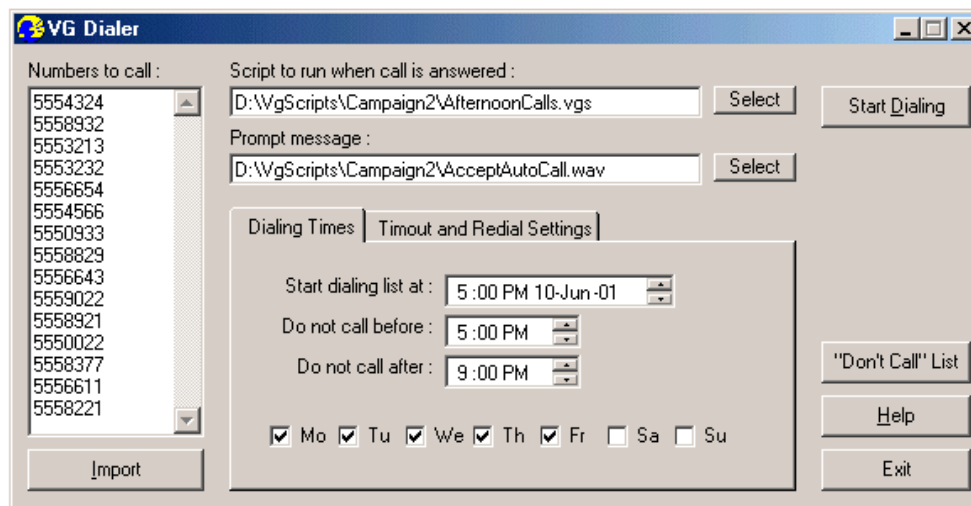 VG Dialer
Numbers to call :
5554324
5558932
5553213
5553232
5556654
5554566
5550933
5558829
5556643
5559022
5558921
5550022
5558377
5556611
5558221
Import
Script to run when call is answered :
D:\VgScripts\Campaign2\AfternoonCalls.vgs
Select
Prompt message :
D:\VgScripts\Campaign2\AcceptAutoCall.wav
Select
Dialing Times
Timout and Redial Settings
Start dialing list at : 5 :00 PM 10-Jun-01
Do not call before : 5 :00 PM
Do not call after : 9 :00 PM
Mo Tu We Th Fr Sa Su
Start Dialing
"Don't Call" List
Help
Exit